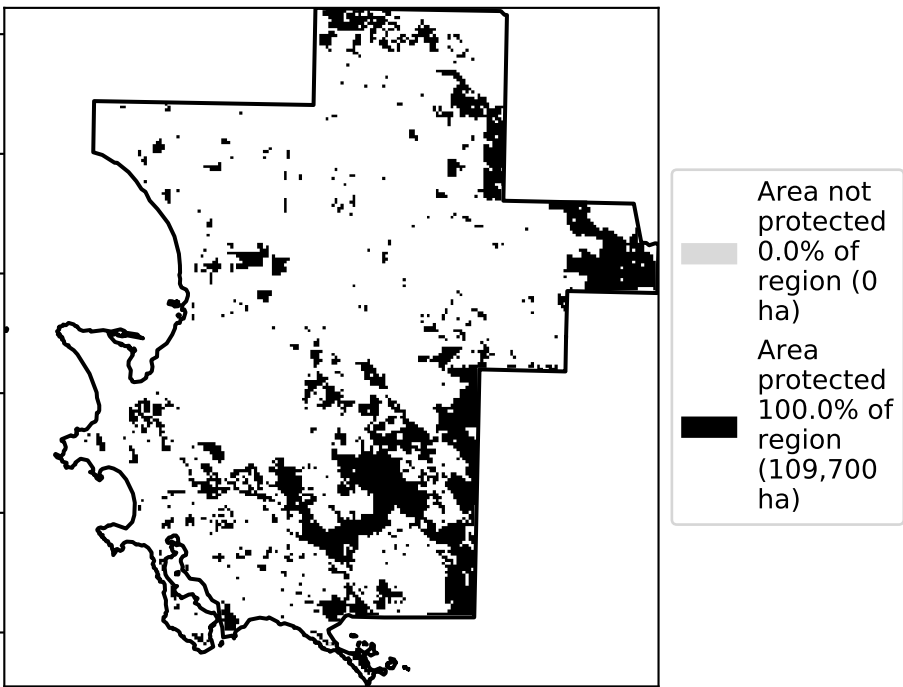 Area not
protected
0.0% of
region (0
ha)
Area
protected
100.0% of
region
(109,700
ha)